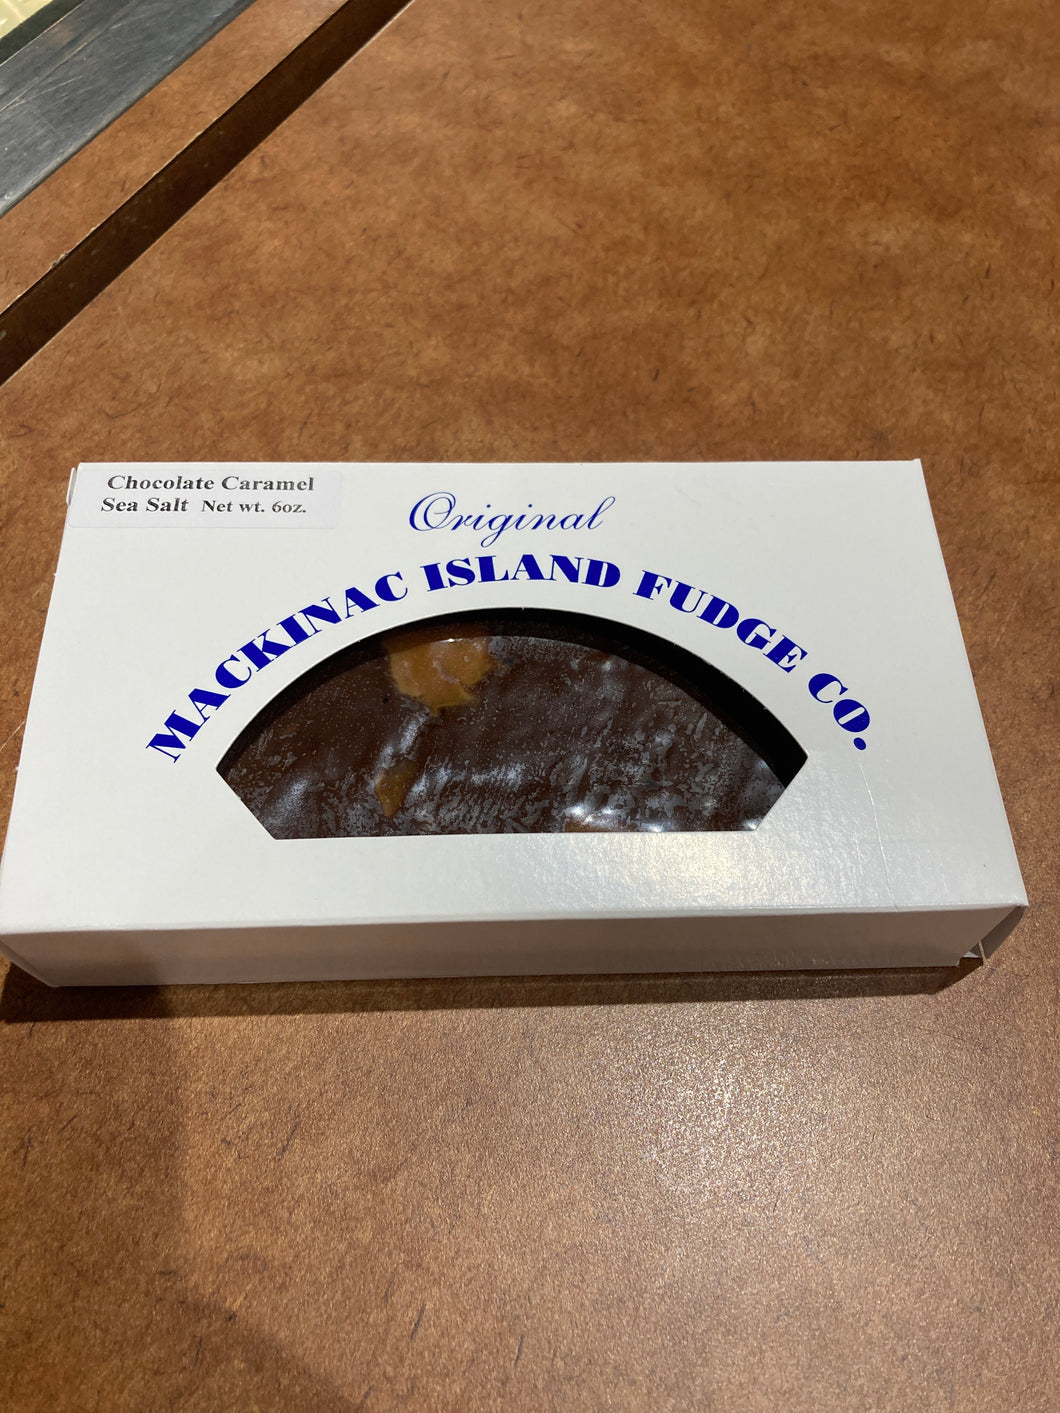 Chocolate Caramel
Sea Salt Net wt. 6oz.
Original
MACKINAC ISLAND FUDGE CO.